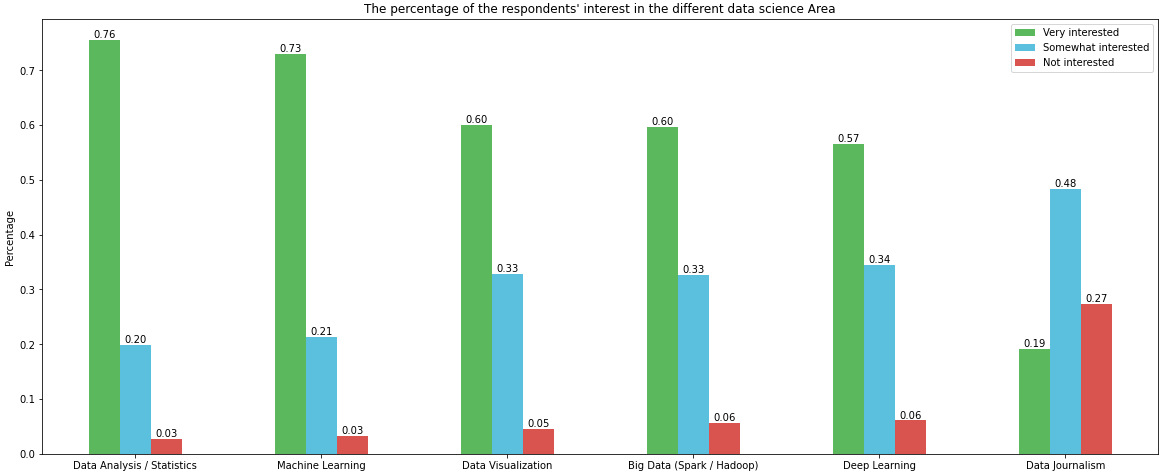 The percentage of the respondents' interest in the different data science Area
Very interested
Somewhat interested
Not interested
Percentage
0.7
0.6
0.5
0.4
0.3
0.2
0.1
0.0
0.76
0.20
0.03
0.73
0.21
0.03
0.60
0.33
0.05
0.60
0.33
0.06
0.57
0.34
0.06
0.19
0.48
0.27
Data Analysis / Statistics
Machine Learning
Data Visualization
Big Data (Spark / Hadoop)
Deep Learning
Data Journalism